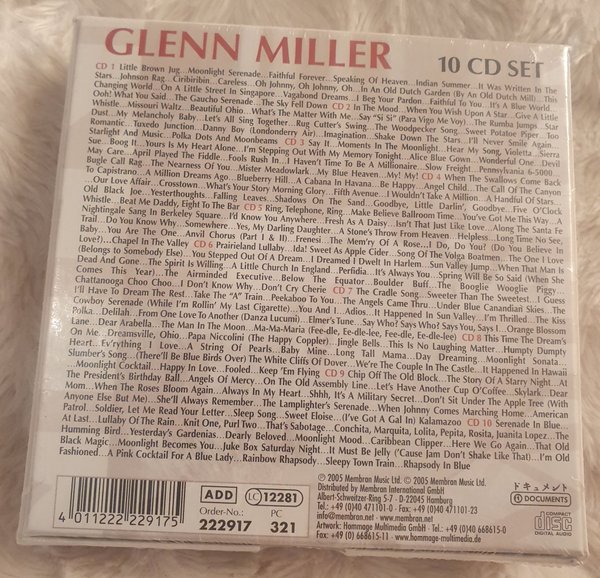 GLENN MILLER 10 CD SET
CD 1 Little Brown Jug...Moonlight Serenade...Faithful Forever...Speaking Of Heaven...Indian Summer...It Was Written In The
Stars...Johnson Rag...Ciribiribin...Careless...Oh Johnny, Oh Johnny, Oh...In An Old Dutch Garden (By An Old Dutch Mill)...This
Changing World...On A Little Street In Singapore...Vagabond Dreams...I Beg Your Pardon...Faithful To You...It's A Blue World
Ooh! What You Said...The Gaucho Serenade...The Sky Fell Down CD 2 In The Mood...When You Wish Upon A Star...Give A Little
Whistle...Missouri Waltz...Beautiful Ohio...What's The Matter With Me...Say "Si Si" (Para Vigo Me Voy)...The Rumba Jumps...Star
Dust...My Melancholy Baby...Let's All Sing Together...Rug Cutter's Swing...The Woodpecker Song...Sweet Potatoe Piper...Too
Romantic...Tuxedo Junction...Danny Boy (Londonderry Air)...Imagination...Shake Down The Stars...I'll Never Smile Again...
Starlight And Music...Polka Dots And Moonbeams CD 3 Say It...Moments In The Moonlight...Hear My Song, Violetta...Sierra
Sue...Boog It...Yours Is My Heart Alone...I'm Stepping Out With My Memory Tonight...Alice Blue Gown...Wonderful One...Devil
May Care...April Played The Fiddle...Fools Rush In...I Haven't Time To Be A Millionaire...Slow Freight...Pennsylvania 6-5000
Bugle Call Rag...The Nearness Of You...Mister Meadowlark...My Blue Heaven...My! My! CD 4 When The Swallows Come Back
To Capistrano...A Million Dreams Ago...Blueberry Hill...A Cabana In Havana...Be Happy...Angel Child...The Call Of The Canyon
Our Love Affair...Crosstown...What's Your Story Morning Glory...Fifth Avenue...I Wouldn't Take A Million...A Handful Of Stars...
Old Black Joe...Yesterthoughts...Falling Leaves...Shadows On The Sand...Goodbye, Little Darlin', Goodbye...Five O'Clock
Whistle...Beat Me Daddy, Eight To The Bar CD 5 Ring, Telephone, Ring...Make Believe Ballroom Time...You've Got Me This Way...A
Nightingale Sang In Berkeley Square...I'd Know You Anywhere...Fresh As A Daisy...Isn't That Just Like Love...Along The Santa Fe
Trail...Do You Know Why...Somewhere...Yes, My Darling Daughter...A Stone's Throw From Heaven...Helpless...Long Time No See,
Baby...You Are The One...Anvil Chorus (Part I & II)...Frenesi...The Mem'ry Of A Rose...I Do, Do You? (Do You Believe In
Love?)...Chapel In The Valley CD 6 Prairieland Lullaby...Ida! Sweet As Apple Cider...Song Of The Volga Boatmen...The One I Love
(Belongs To Somebody Else)...You Stepped Out Of A Dream...I Dreamed I Dwelt In Harlem...Sun Valley Jump...When That Man Is
Dead And Gone...The Spirit Is Willing...A Little Church In England...Perfidia...It's Always You...Spring Will Be So Sad (When She
Comes This Year)...The Airminded Executive...Below The Equator...Boulder Buff...The Booglie Wooglie Piggy...
Chattanooga Choo Choo...I Don't Know Why...Don't Cry Cherie CD 7 The Cradle Song...Sweeter Than The Sweetest...I Guess
I'll Have To Dream The Rest...Take The "A" Train...Peekaboo To You...The Angels Came Thru...Under Blue Canandian Skies...The
Cowboy Serenade (While I'm Rollin' My Last Cigarette)...You And I...Adios...It Happened In Sun Valley...I'm Thrilled...The Kiss
Polka...Delilah...From One Love To Another (Danza Lucumi)...Elmer's Tune...Say Who? Says Who? Says You, Says I...Orange Blossom
Lane...Dear Arabella...The Man In The Moon...Ma-Ma-Maria (Fee-dle, Ee-dle-lee, Fee-dle, Ee-dle-lee) CD 8 This Time The Dream's
On Me...Dreamsville, Ohio...Papa Niccolini (The Happy Coppler)...Jingle Bells...This Is No Laughing Matter...Humpty Dumpty
Heart...Ev'rything I Love...A String Of Pearls...Baby Mine...Long Tall Mama...Day Dreaming...Moonlight Sonata
Slumber's Song...(There'll Be Blue Birds Over) The White Cliffs Of Dover...We're The Couple In The Castle...It Happened In Hawaii
...Moonlight Cocktail...Happy In Love...Fooled...Keep 'Em Flying CD 9 Chip Off The Old Block...The Story Of A Starry Night...At
The President's Birthday Ball...Angels Of Mercy...On The Old Assembly Line...Let's Have Another Cup O'Coffee...Skylark...Dear
Mom...When The Roses Bloom Again...Always In My Heart...Shhh, It's A Military Secret...Don't Sit Under The Apple Tree (With
Anyone Else But Me)...She'll Always Remember...The Lamplighter's Serenade...When Johnny Comes Marching Home...American
Patrol...Soldier, Let Me Read Your Letter...Sleep Song...Sweet Eloise...(I've Got A Gal In) Kalamazoo CD 10 Serenade In Blue...
At Last...Lullaby Of The Rain...Knit One, Purl Two...That's Sabotage...Conchita, Marquita, Lolita, Pepita, Rosita, Juanita Lopez...The
Humming Bird...Yesterday's Gardenias...Dearly Beloved...Moonlight Mood...Caribbean Clipper...Here We Go Again...That Old
Black Magic...Moonlight Becomes You...Juke Box Saturday Night...It Must Be Jelly ('Cause Jam Don't Shake Like That)...I'm Old
Fashioned...A Pink Cocktail For A Blue Lady...Rainbow Rhapsody...Sleepy Town Train...Rhapsody In Blue
4 011222 229175
ADD LC 12281
Order-No.: PC
222917 321
℗ 2005 Membran Music Ltd. © 2005 Membran Music Ltd.
Distributed by Membran International GmbH
Albert-Schweitzer-Ring 5-7 · D-22045 Hamburg
Tel.: +49 (0)40 471101-0 · Fax: +49 (0)40 471101-23
info@membran.net · www.membran.net
Artwork: Hommage Multimedia GmbH · Tel.: +49 (0)40 668615-0
Fax: +49 (0) 668615-11 · www.hommage-multimedia.de
ドキュメント
DOCUMENTS
COMPACT
disc
DIGITAL AUDIO